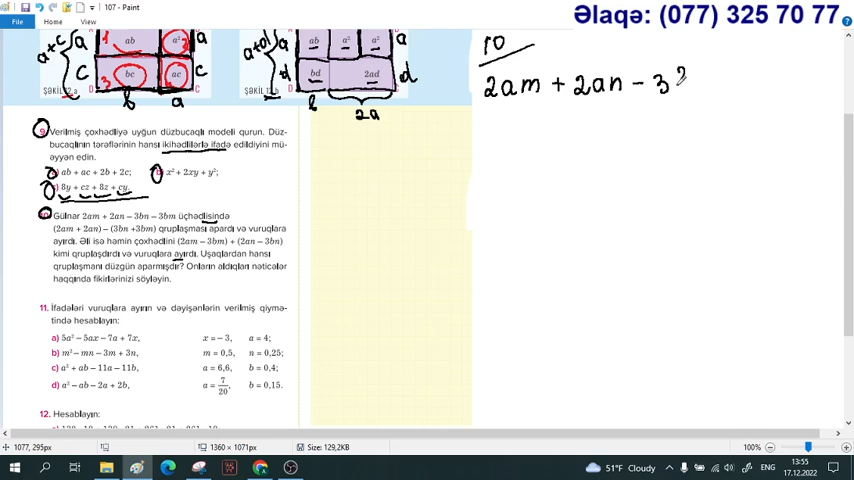 107 - Paint
Əlaqə: (077) 325 70 77
File
Home
View
a+c
a
ab
a²
a
c
bc
ac
c
ŞƏKİL 12 a
b
a
a+d
a
a²
a²
a
d
bd
2ad
d
ŞƏKİL 12 b
b
2a
10
2am + 2an - 3
9. Verilmiş çoxhədliyə uyğun düzbucaqlı modeli qurun. Düz-
bucaqlının tərəflərinin hansı ikihədlilərlə ifadə edildiyini mü-
əyyən edin.
a) ab + ac + 2b + 2c;
b) x² + 2xy + y²;
c) 8y + cz + 8z + cy.
10. Gülnar 2am + 2an – 3bn – 3bm üçhədlisində
(2am + 2an) – (3bn +3bm) qruplaşması apardı və vuruqlara
ayırdı. Əli isə həmin çoxhədlini (2am – 3bm) + (2an – 3bn)
kimi qruplaşdırdı və vuruqlara ayırdı. Uşaqlardan hansı
qruplaşmanı düzgün aparmışdır? Onların aldıqları nəticələr
haqqında fikirlərinizi söyləyin.
11. İfadələri vuruqlara ayırın və dəyişənlərin verilmiş qiymə-
tində hesablayın:
a) 5a² – 5ax – 7a + 7x, x = – 3, a = 4;
b) m² – mn – 3m + 3n, m = 0,5, n = 0,25;
c) a² + ab – 11a – 11b, a = 6,6, b = 0,4;
d) a² – ab – 2a + 2b, a = 7/20, b = 0,15.
12. Hesablayın:
1077, 295px
1360 × 1071px
Size: 129,2KB
100%
51°F Cloudy
ENG
13:55
17.12.2022